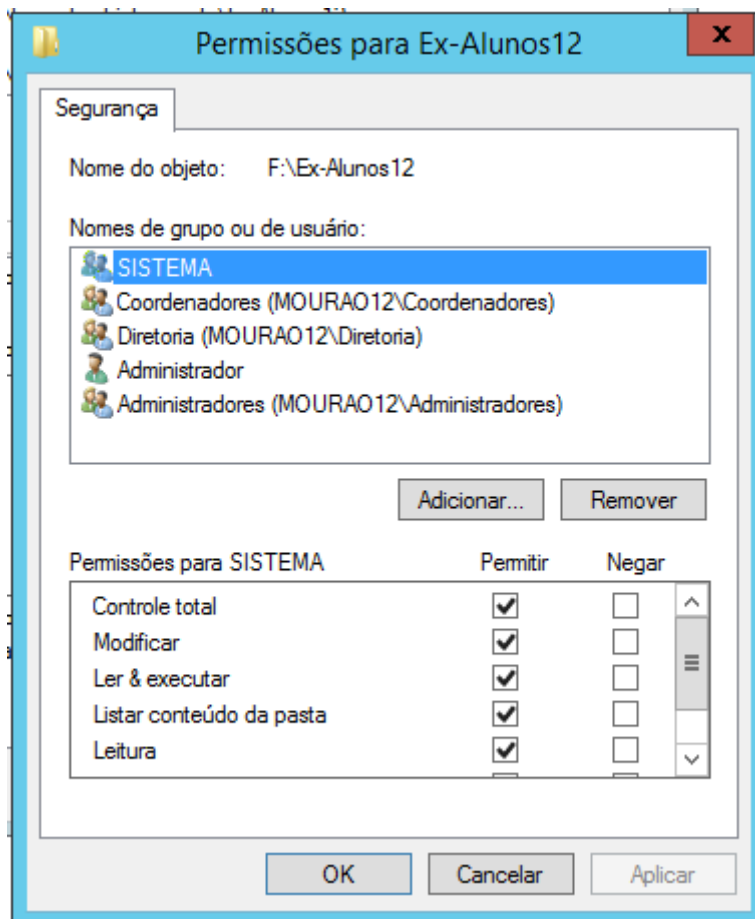 Permissões para Ex-Alunos12
x
Segurança
Nome do objeto: F:\Ex-Alunos12
Nomes de grupo ou de usuário:
SISTEMA
Coordenadores (MOURAO12\Coordenadores)
Diretoria (MOURAO12\Diretoria)
Administrador
Administradores (MOURAO12\Administradores)
Adicionar... Remover
Permissões para SISTEMA Permitir Negar
Controle total
Modificar
Ler & executar
Listar conteúdo da pasta
Leitura
OK Cancelar Aplicar